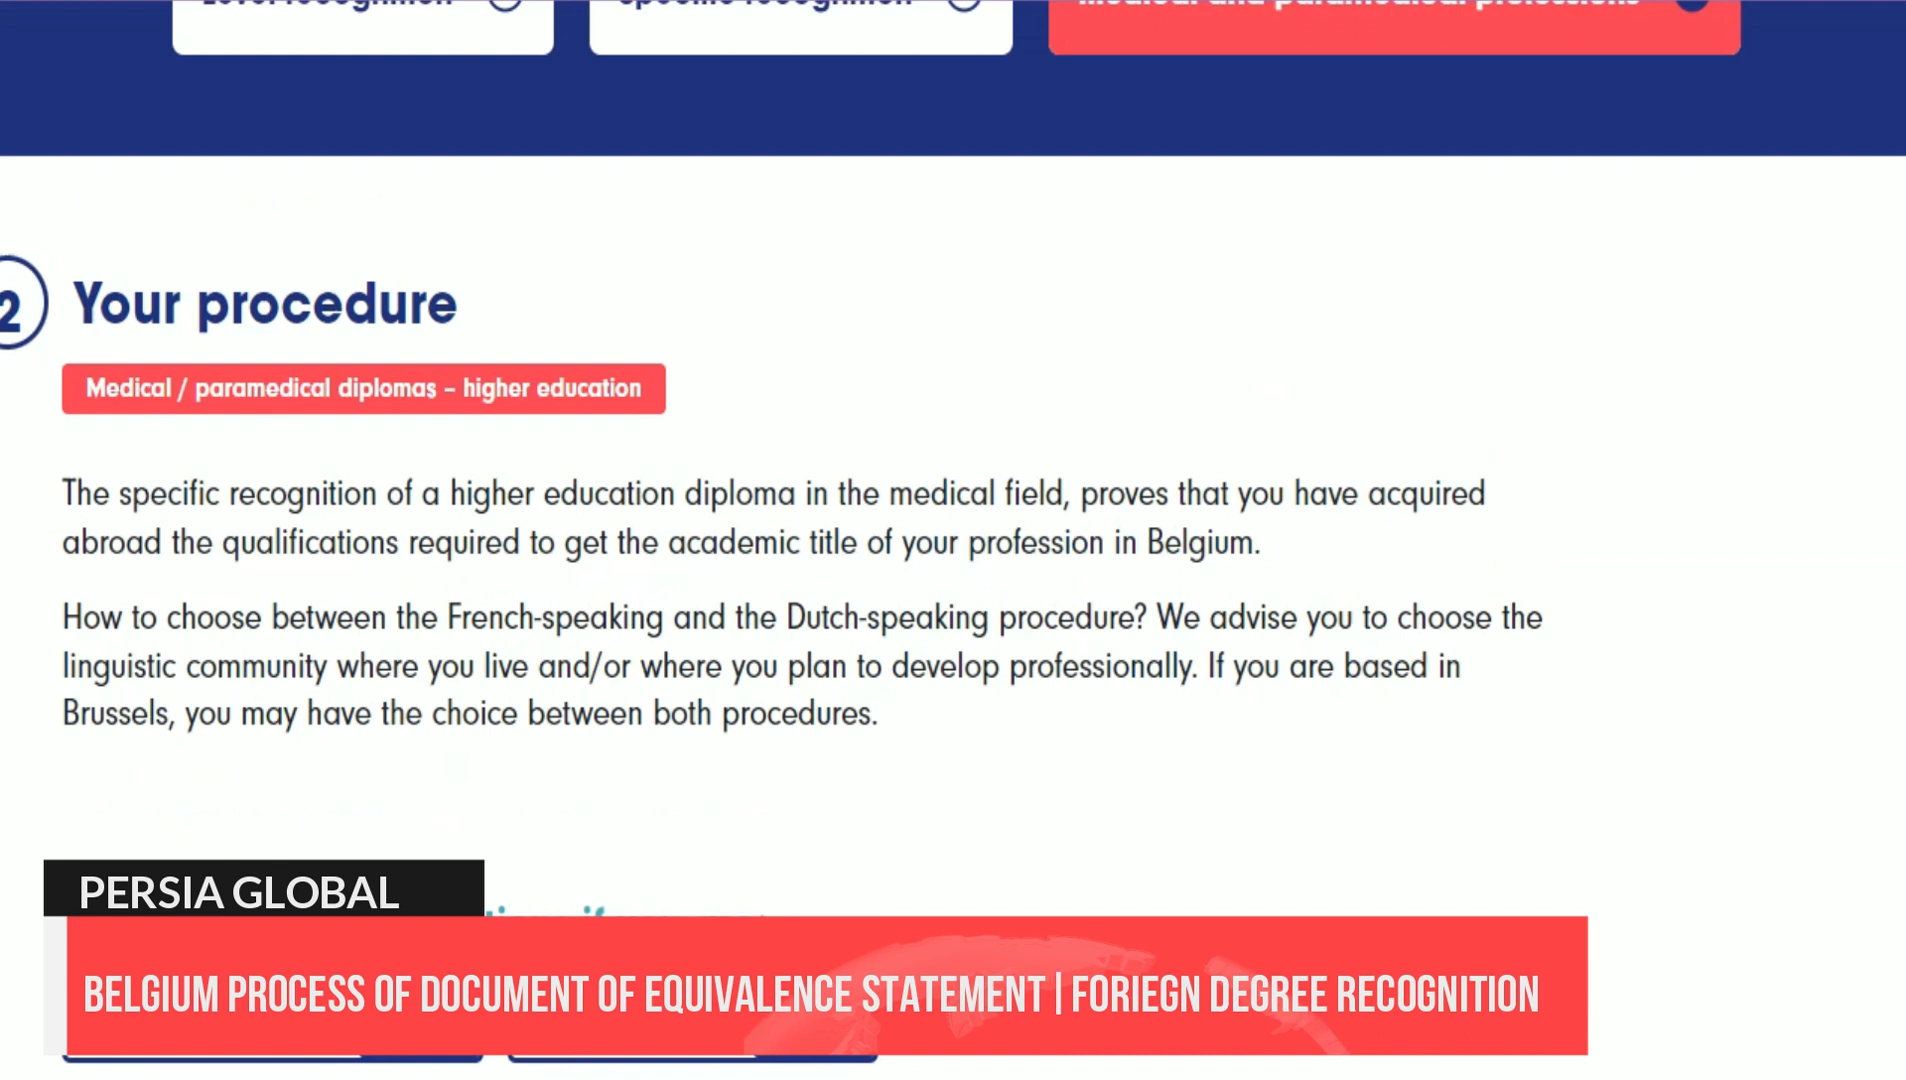 Medical and paramedical professions
2 Your procedure
Medical / paramedical diplomas – higher education
The specific recognition of a higher education diploma in the medical field, proves that you have acquired
abroad the qualifications required to get the academic title of your profession in Belgium.
How to choose between the French-speaking and the Dutch-speaking procedure? We advise you to choose the
linguistic community where you live and/or where you plan to develop professionally. If you are based in
Brussels, you may have the choice between both procedures.
PERSIA GLOBAL
BELGIUM PROCESS OF DOCUMENT OF EQUIVALENCE STATEMENT | FORIEGN DEGREE RECOGNITION